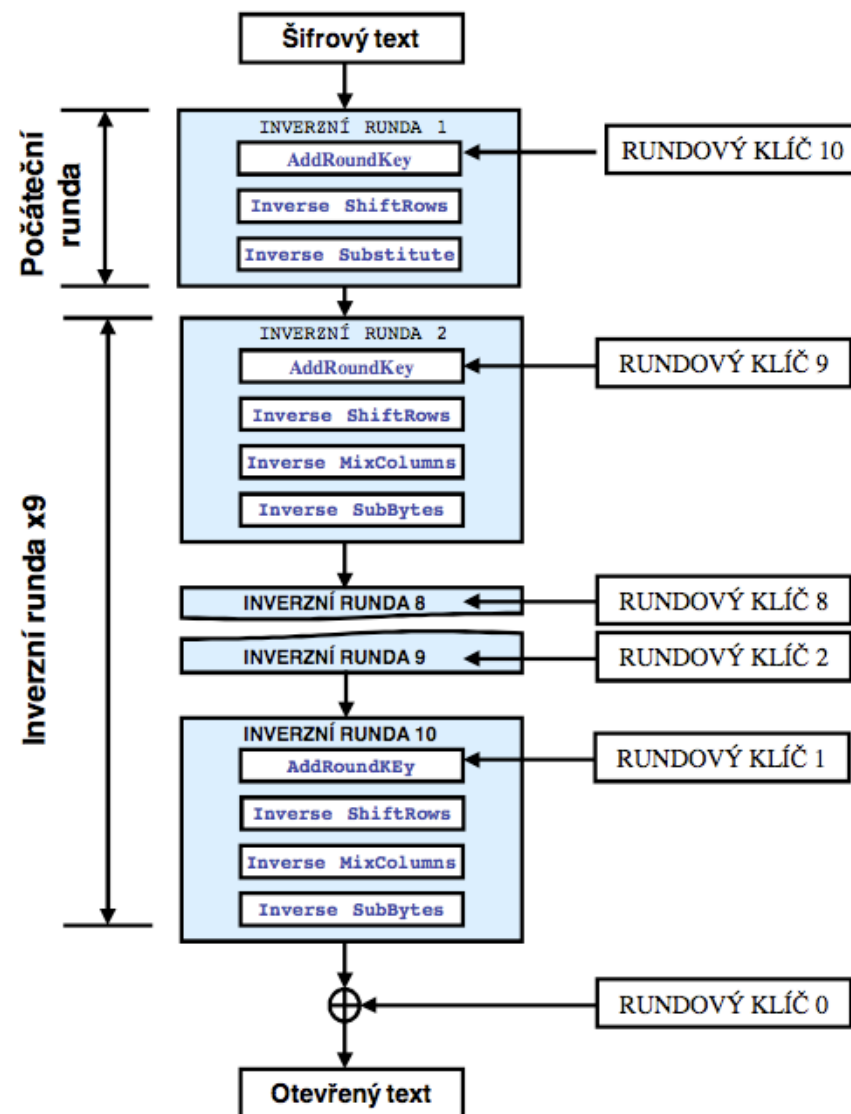 Šifrový text
Počáteční
runda
INVERZNÍ RUNDA 1
AddRoundKey
RUNDOVÝ KLÍČ 10
Inverse ShiftRows
Inverse Substitute
Inverzní runda x9
INVERZNÍ RUNDA 2
AddRoundKey
RUNDOVÝ KLÍČ 9
Inverse ShiftRows
Inverse MixColumns
Inverse SubBytes
INVERZNÍ RUNDA 8
RUNDOVÝ KLÍČ 8
INVERZNÍ RUNDA 9
RUNDOVÝ KLÍČ 2
INVERZNÍ RUNDA 10
AddRoundKEy
RUNDOVÝ KLÍČ 1
Inverse ShiftRows
Inverse MixColumns
Inverse SubBytes
RUNDOVÝ KLÍČ 0
Otevřený text